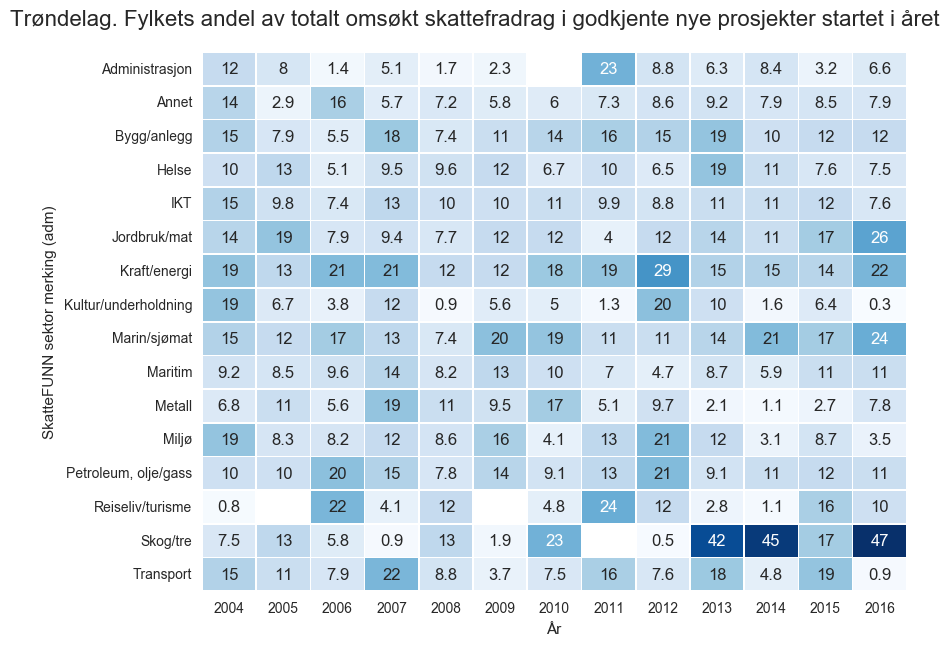 Trøndelag. Fylkets andel av totalt omsøkt skattefradrag i godkjente nye prosjekter startet i året
SkatteFUNN sektor merking (adm)
Administrasjon 12 8 1.4 5.1 1.7 2.3 23 8.8 6.3 8.4 3.2 6.6
Annet 14 2.9 16 5.7 7.2 5.8 6 7.3 8.6 9.2 7.9 8.5 7.9
Bygg/anlegg 15 7.9 5.5 18 7.4 11 14 16 15 19 10 12 12
Helse 10 13 5.1 9.5 9.6 12 6.7 10 6.5 19 11 7.6 7.5
IKT 15 9.8 7.4 13 10 10 11 9.9 8.8 11 11 12 7.6
Jordbruk/mat 14 19 7.9 9.4 7.7 12 12 4 12 14 11 17 26
Kraft/energi 19 13 21 21 12 12 18 19 29 15 15 14 22
Kultur/underholdning 19 6.7 3.8 12 0.9 5.6 5 1.3 20 10 1.6 6.4 0.3
Marin/sjømat 15 12 17 13 7.4 20 19 11 11 14 21 17 24
Maritim 9.2 8.5 9.6 14 8.2 13 10 7 4.7 8.7 5.9 11 11
Metall 6.8 11 5.6 19 11 9.5 17 5.1 9.7 2.1 1.1 2.7 7.8
Miljø 19 8.3 8.2 12 8.6 16 4.1 13 21 12 3.1 8.7 3.5
Petroleum, olje/gass 10 10 20 15 7.8 14 9.1 13 21 9.1 11 12 11
Reiseliv/turisme 0.8 22 4.1 12 4.8 24 12 2.8 1.1 16 10
Skog/tre 7.5 13 5.8 0.9 13 1.9 23 0.5 42 45 17 47
Transport 15 11 7.9 22 8.8 3.7 7.5 16 7.6 18 4.8 19 0.9
2004 2005 2006 2007 2008 2009 2010 2011 2012 2013 2014 2015 2016
År